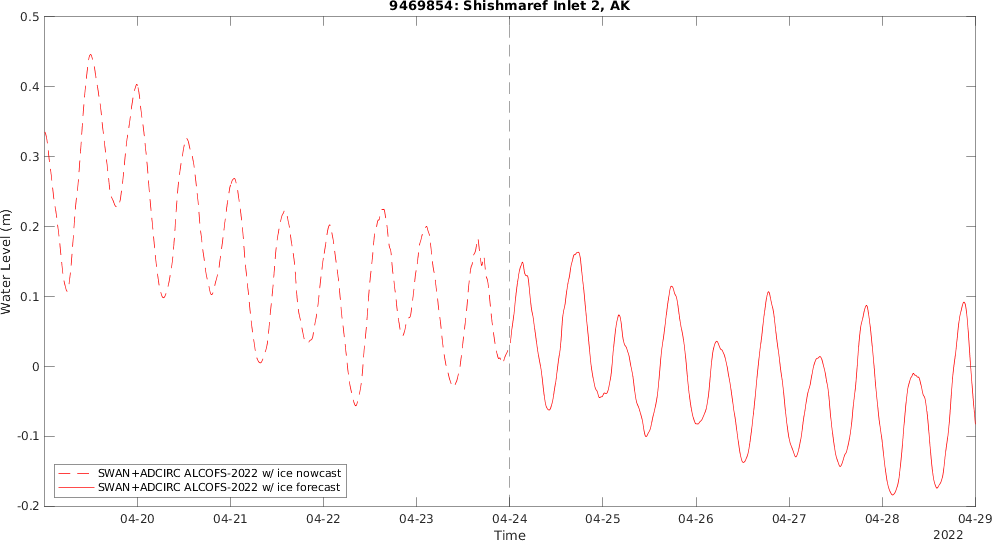 9469854: Shishmaref Inlet 2, AK
0.5
0.4
0.3
0.2
0.1
0
-0.1
-0.2
Water Level (m)
SWAN+ADCIRC ALCOFS-2022 w/ ice nowcast
SWAN+ADCIRC ALCOFS-2022 w/ ice forecast
04-20 04-21 04-22 04-23 04-24 04-25 04-26 04-27 04-28 04-29
Time
2022